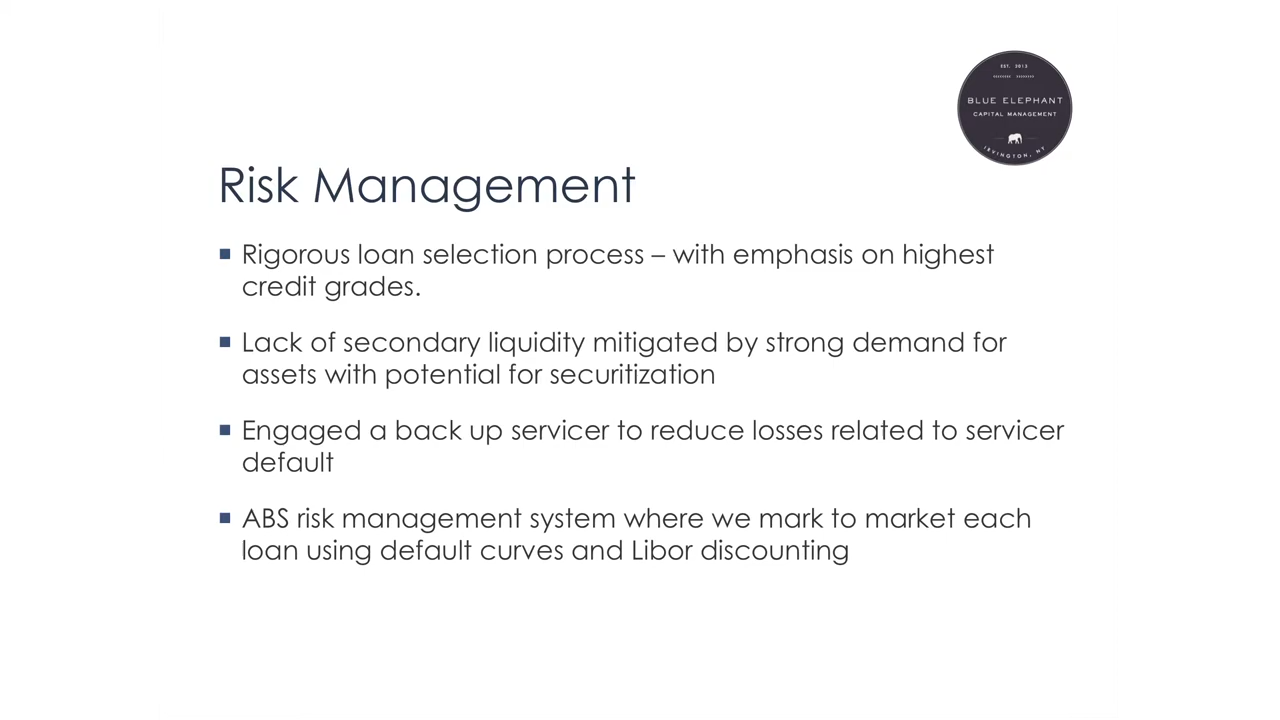 EST. 2013
BLUE ELEPHANT
CAPITAL MANAGEMENT
IRVINGTON, NY
Risk Management
Rigorous loan selection process – with emphasis on highest
credit grades.
Lack of secondary liquidity mitigated by strong demand for
assets with potential for securitization
Engaged a back up servicer to reduce losses related to servicer
default
ABS risk management system where we mark to market each
loan using default curves and Libor discounting